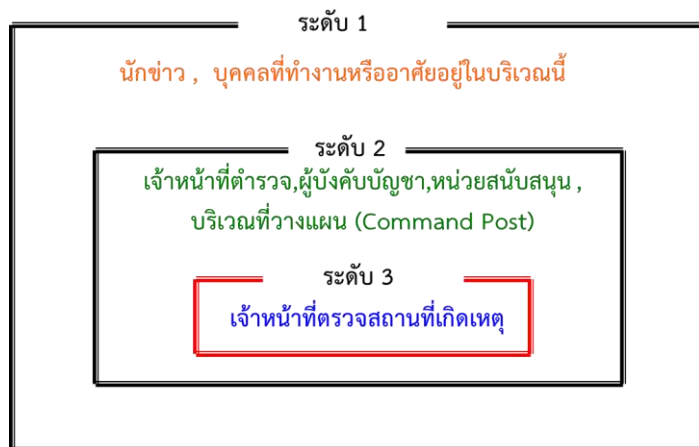 ระดับ 1
นักข่าว , บุคคลที่ทำงานหรืออาศัยอยู่ในบริเวณนี้
ระดับ 2
เจ้าหน้าที่ตำรวจ,ผู้บังคับบัญชา,หน่วยสนับสนุน ,
บริเวณที่วางแผน (Command Post)
ระดับ 3
เจ้าหน้าที่ตรวจสถานที่เกิดเหตุ